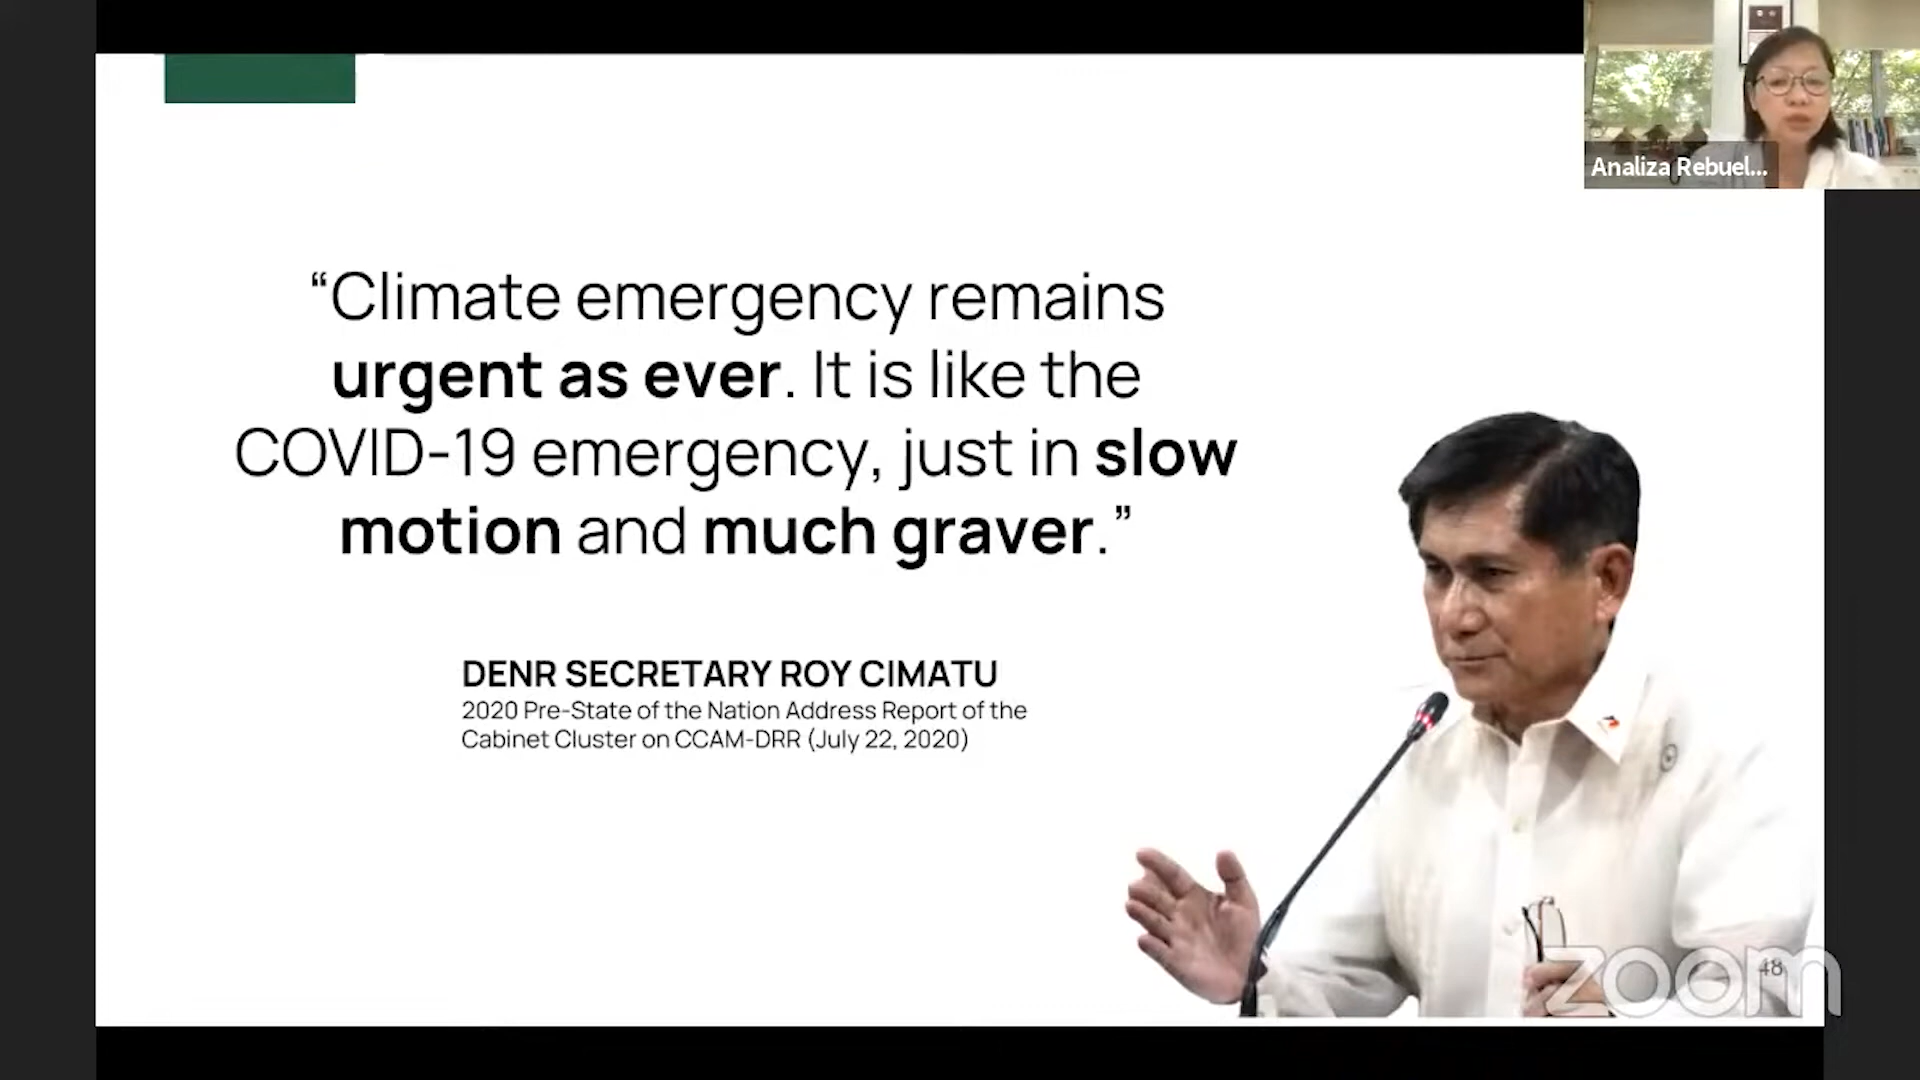 Analiza Rebuel...
“Climate emergency remains
urgent as ever. It is like the
COVID-19 emergency, just in slow
motion and much graver.”
DENR SECRETARY ROY CIMATU
2020 Pre-State of the Nation Address Report of the
Cabinet Cluster on CCAM-DRR (July 22, 2020)
48
zoom